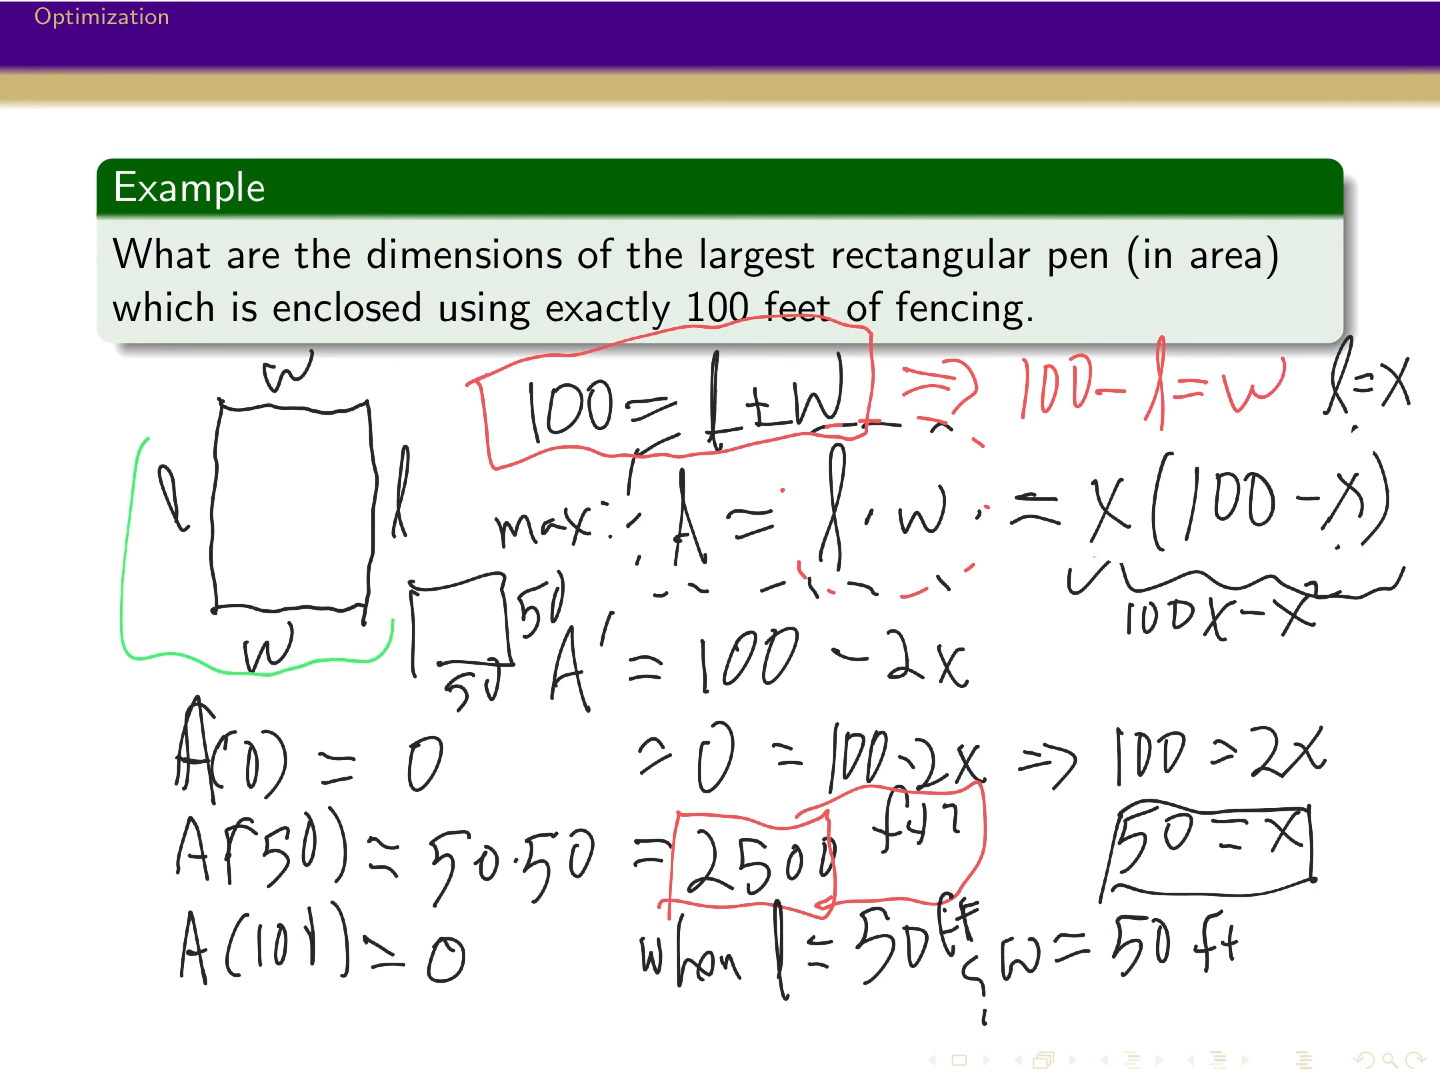 Optimization
Example
What are the dimensions of the largest rectangular pen (in area)
which is enclosed using exactly 100 feet of fencing.
w
100 = l + w ⇒ 100 - l = w l = x
l l
max: A = l · w = x(100 - x)
100x - x²
w
50
50
A' = 100 - 2x
A(0) = 0
= 0 = 100 - 2x ⇒ 100 = 2x
A(50) = 50·50 = 2500 ft²
50 = x
A(100) = 0
when l = 50 ft ; w = 50 ft